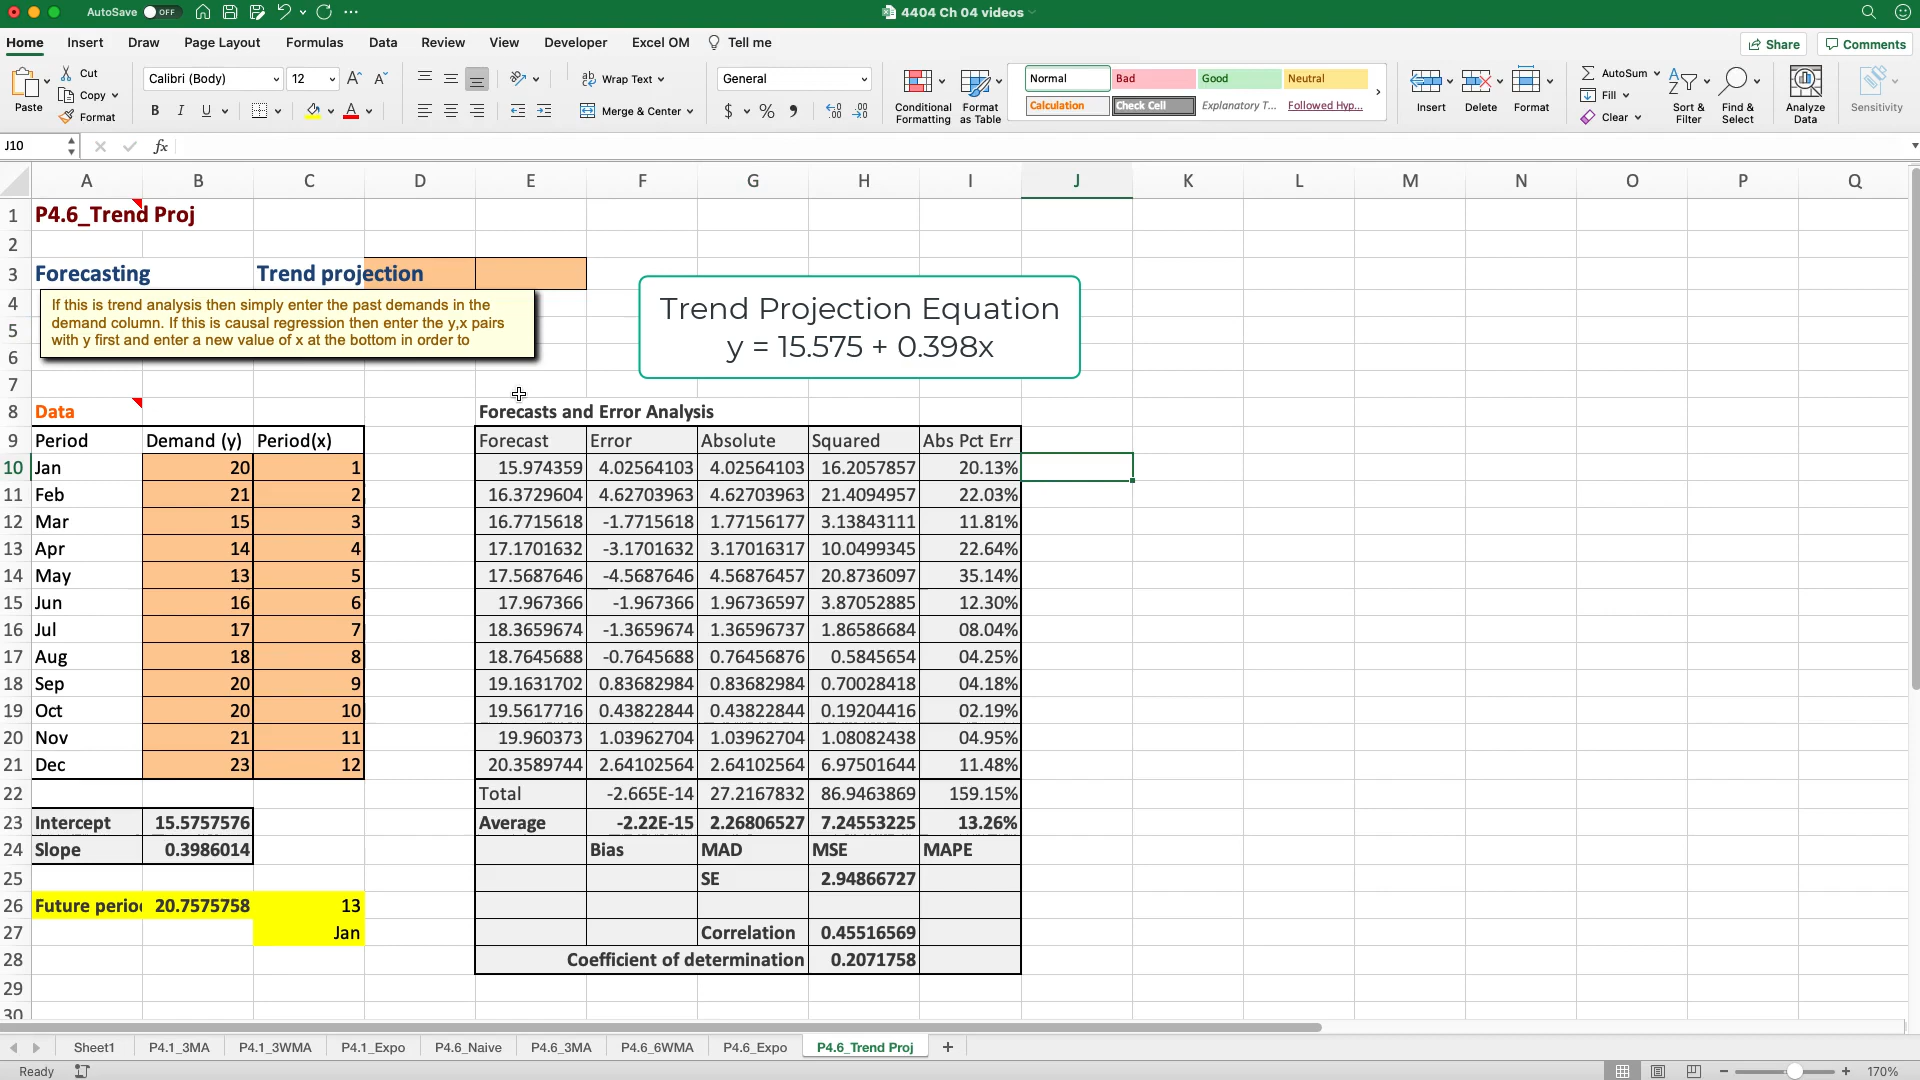 AutoSave OFF
4404 Ch 04 videos
Home Insert Draw Page Layout Formulas Data Review View Developer Excel OM Tell me Share Comments
Paste Cut Copy Format
Calibri (Body) 12
B I U A
Wrap Text
Merge & Center
General
$ % 9
Conditional Formatting
Format as Table
Normal Bad Good Neutral
Calculation Check Cell Explanatory T... Followed Hyp...
Insert Delete Format
AutoSum
Fill
Clear
Sort & Filter
Find & Select
Analyze Data
Sensitivity
J10 fx
A B C D E F G H I J K L M N O P Q
1 P4.6_Trend Proj
2
3 Forecasting Trend projection
4 If this is trend analysis then simply enter the past demands in the
5 demand column. If this is causal regression then enter the y,x pairs
6 with y first and enter a new value of x at the bottom in order to
Trend Projection Equation
y = 15.575 + 0.398x
7
8 Data Forecasts and Error Analysis
9 Period Demand (y) Period(x) Forecast Error Absolute Squared Abs Pct Err
10 Jan 20 1 15.974359 4.02564103 4.02564103 16.2057857 20.13%
11 Feb 21 2 16.3729604 4.62703963 4.62703963 21.4094957 22.03%
12 Mar 15 3 16.7715618 -1.7715618 1.77156177 3.13843111 11.81%
13 Apr 14 4 17.1701632 -3.1701632 3.17016317 10.0499345 22.64%
14 May 13 5 17.5687646 -4.5687646 4.56876457 20.8736097 35.14%
15 Jun 16 6 17.967366 -1.967366 1.96736597 3.87052885 12.30%
16 Jul 17 7 18.3659674 -1.3659674 1.36596737 1.86586684 08.04%
17 Aug 18 8 18.7645688 -0.7645688 0.76456876 0.5845654 04.25%
18 Sep 20 9 19.1631702 0.83682984 0.83682984 0.70028418 04.18%
19 Oct 20 10 19.5617716 0.43822844 0.43822844 0.19204416 02.19%
20 Nov 21 11 19.960373 1.03962704 1.03962704 1.08082438 04.95%
21 Dec 23 12 20.3589744 2.64102564 2.64102564 6.97501644 11.48%
22 Total -2.665E-14 27.2167832 86.9463869 159.15%
23 Intercept 15.5757576 Average -2.22E-15 2.26806527 7.24553225 13.26%
24 Slope 0.3986014 Bias MAD MSE MAPE
25 SE 2.94866727
26 Future perio 20.7575758 13
27 Jan Correlation 0.45516569
28 Coefficient of determination 0.2071758
29
30
Sheet1 P4.1_3MA P4.1_3WMA P4.1_Expo P4.6_Naive P4.6_3MA P4.6_6WMA P4.6_Expo P4.6_Trend Proj +
Ready 170%